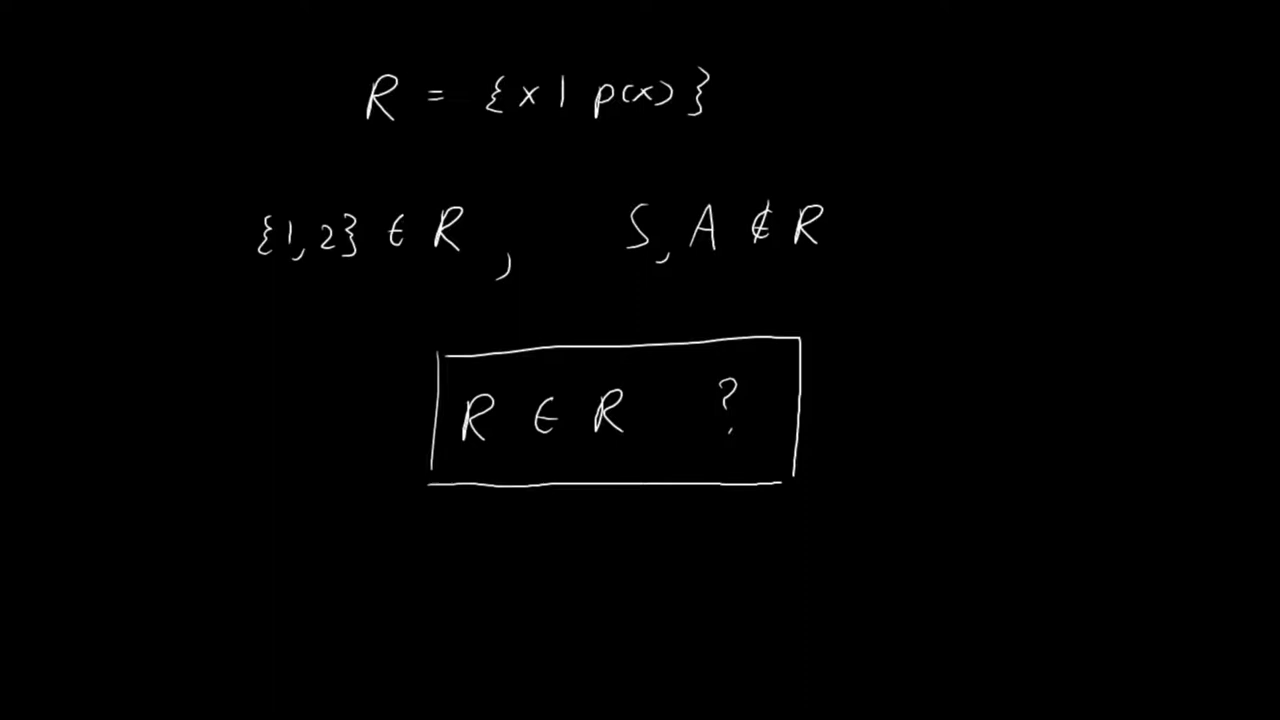 R = {x | p(x)}
{1,2} ∈ R , S, A ∉ R
R ∈ R ?